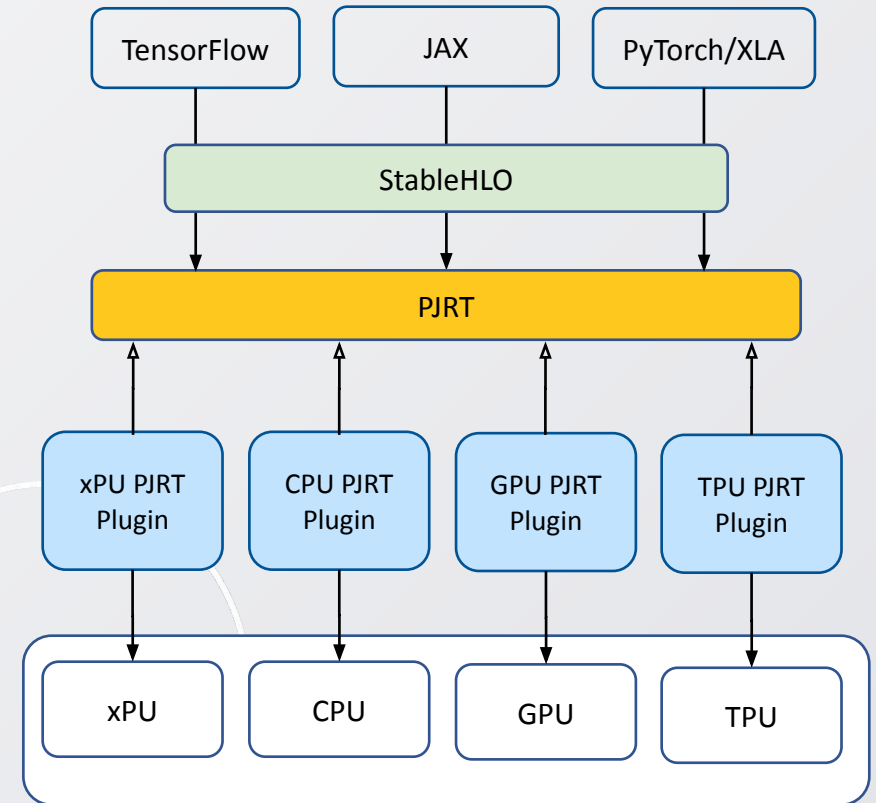 TensorFlow
JAX
PyTorch/XLA
StableHLO
PJRT
xPU PJRT
Plugin
CPU PJRT
Plugin
GPU PJRT
Plugin
TPU PJRT
Plugin
xPU
CPU
GPU
TPU